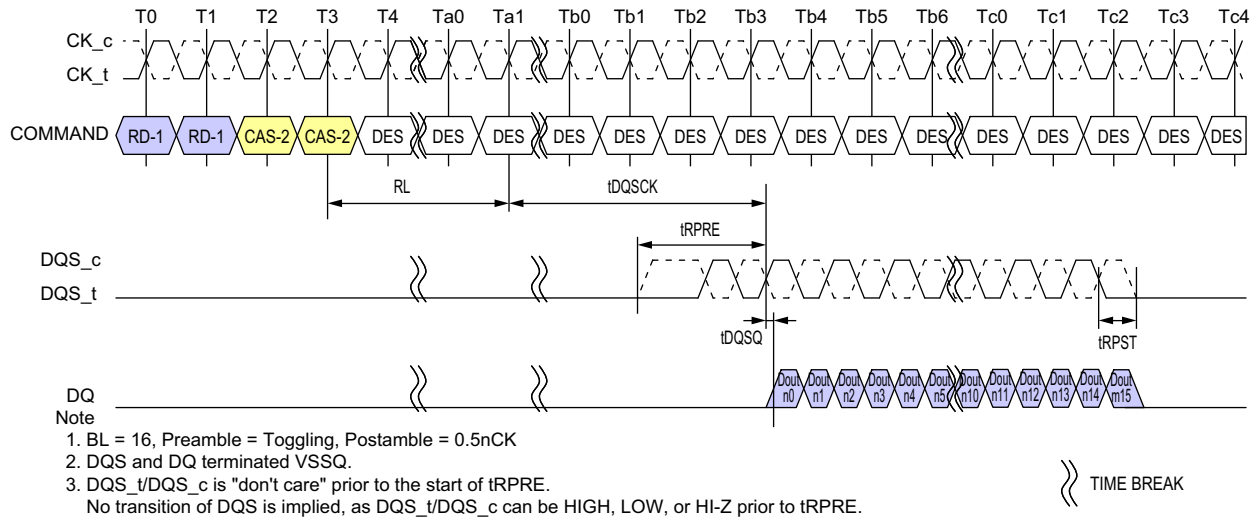 T0 T1 T2 T3 T4 Ta0 Ta1 Tb0 Tb1 Tb2 Tb3 Tb4 Tb5 Tb6 Tc0 Tc1 Tc2 Tc3 Tc4
CK_c
CK_t
COMMAND RD-1 RD-1 CAS-2 CAS-2 DES DES DES DES DES DES DES DES DES DES DES DES DES DES DES
RL tDQSCK
tRPRE
DQS_c
DQS_t
tDQSQ tRPST
DQ Dout n0 Dout n1 Dout n2 Dout n3 Dout n4 Dout n5 Dout n10 Dout n11 Dout n12 Dout n13 Dout n14 Dout m15
Note
1. BL = 16, Preamble = Toggling, Postamble = 0.5nCK
2. DQS and DQ terminated VSSQ.
3. DQS_t/DQS_c is "don't care" prior to the start of tRPRE.
No transition of DQS is implied, as DQS_t/DQS_c can be HIGH, LOW, or HI-Z prior to tRPRE.
TIME BREAK